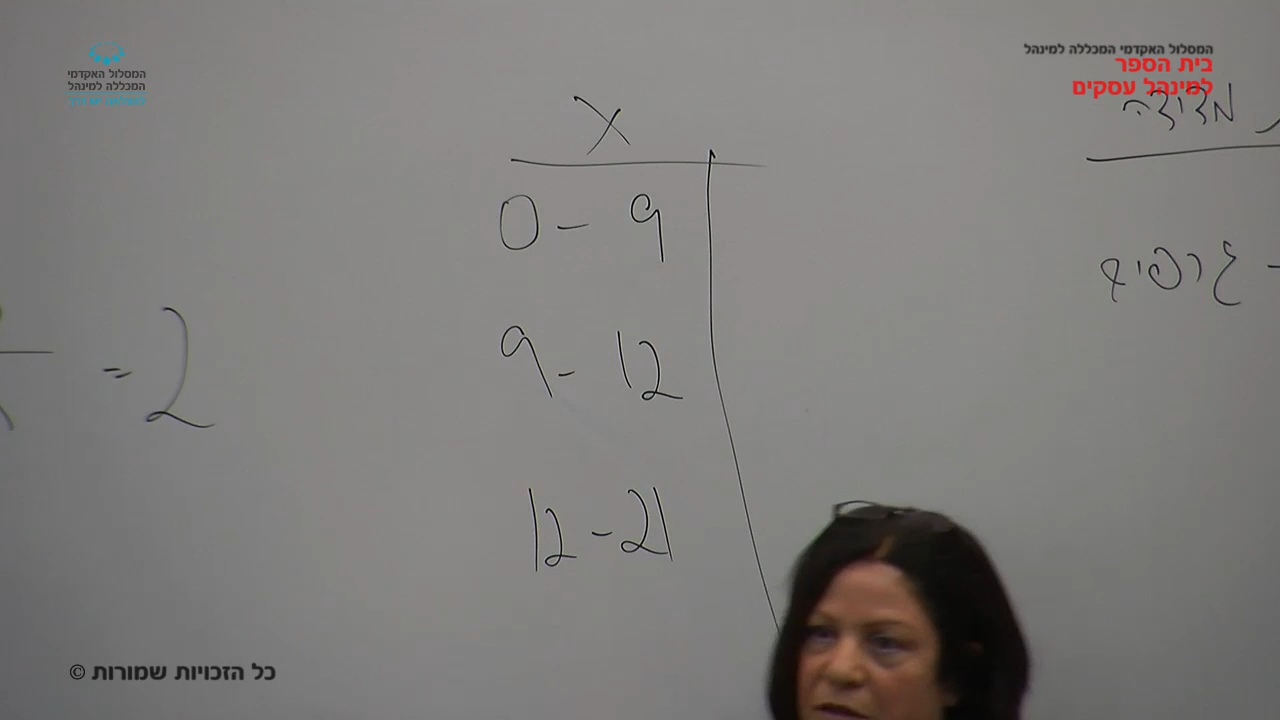 המסלול האקדמי המכללה למינהל
בית הספר
למינהל עסקים
המסלול האקדמי
המכללה למינהל
מדידה
- גרפית
X
0 - 9
9 - 12
12 - 21
= 2
כל הזכויות שמורות ©